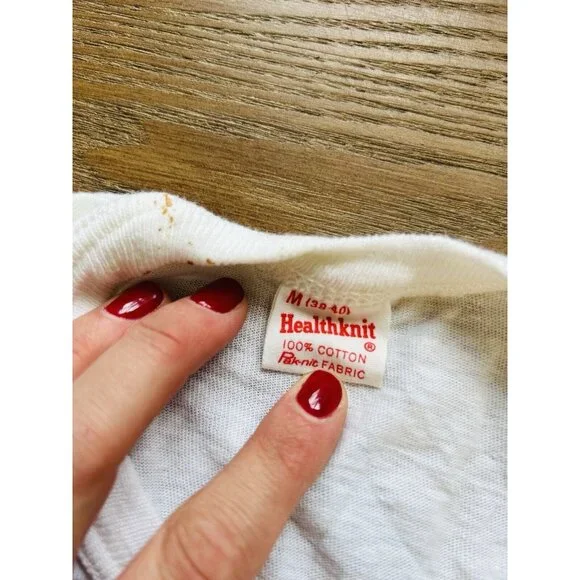 M (38-40)
Healthknit
®
100% COTTON
Pak-nit FABRIC